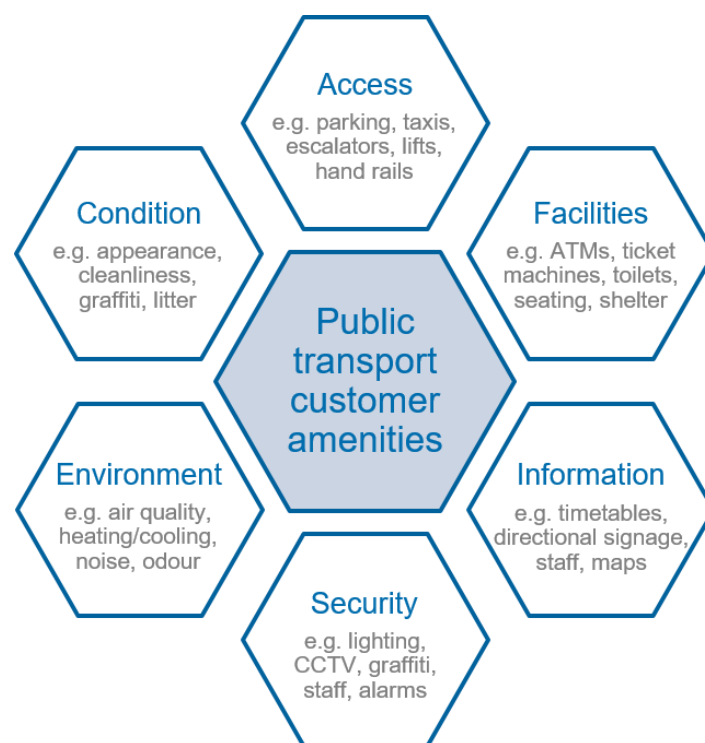 Access
e.g. parking, taxis,
escalators, lifts,
hand rails
Condition
e.g. appearance,
cleanliness,
graffiti, litter
Facilities
e.g. ATMs, ticket
machines, toilets,
seating, shelter
Public
transport
customer
amenities
Environment
e.g. air quality,
heating/cooling,
noise, odour
Information
e.g. timetables,
directional signage,
staff, maps
Security
e.g. lighting,
CCTV, graffiti,
staff, alarms